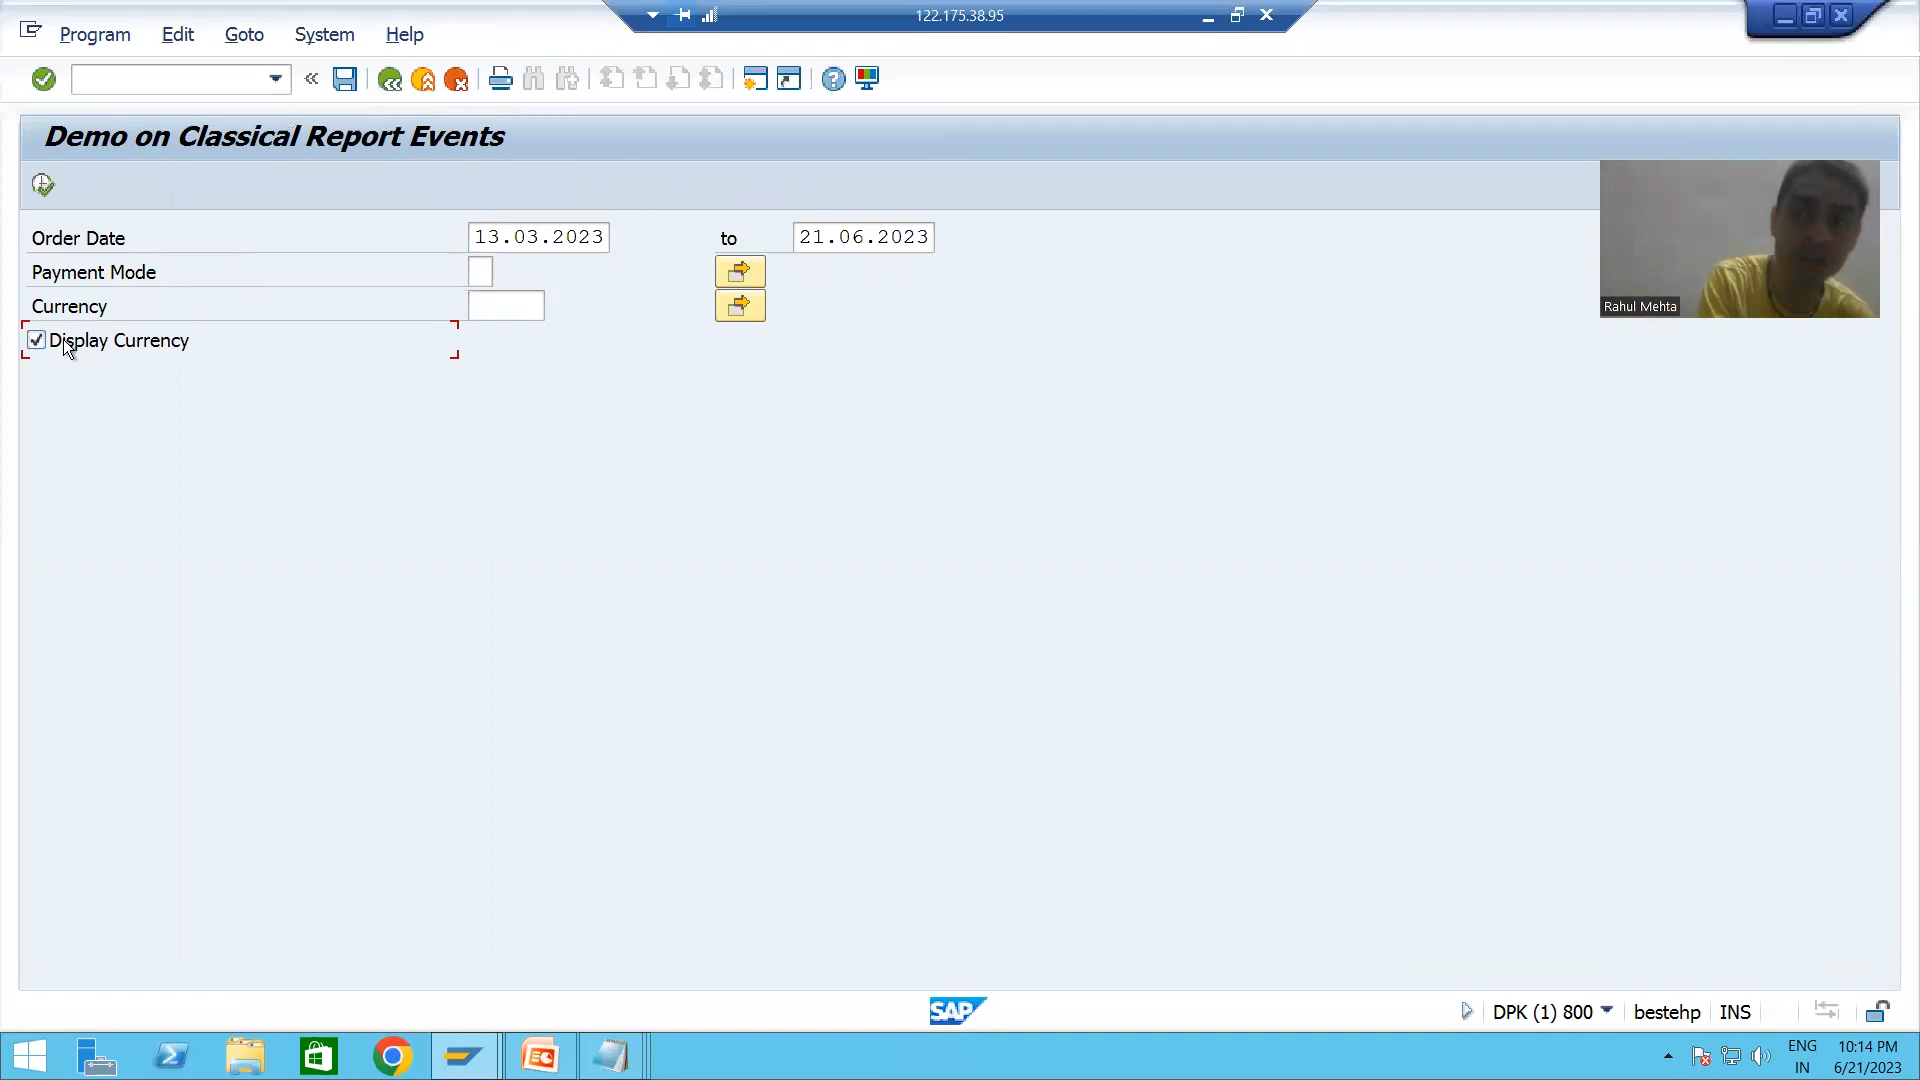 122.175.38.95
Program Edit Goto System Help
Demo on Classical Report Events
Order Date 13.03.2023 to 21.06.2023
Payment Mode
Currency
Display Currency
Rahul Mehta
SAP DPK (1) 800 bestehp INS
ENG 10:14 PM
IN 6/21/2023